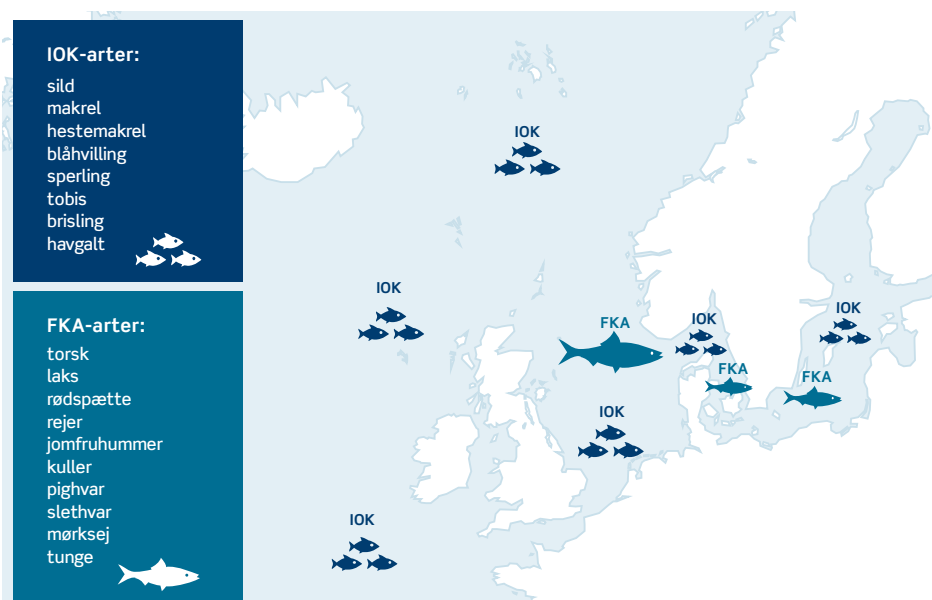 IOK-arter:
sild
makrel
hestemakrel
blåhvilling
sperling
tobis
brisling
havgalt
FKA-arter:
torsk
laks
rødspætte
rejer
jomfruhummer
kuller
pighvar
slethvar
mørksej
tunge
IOK
IOK
FKA
IOK
IOK
FKA
FKA
IOK
IOK